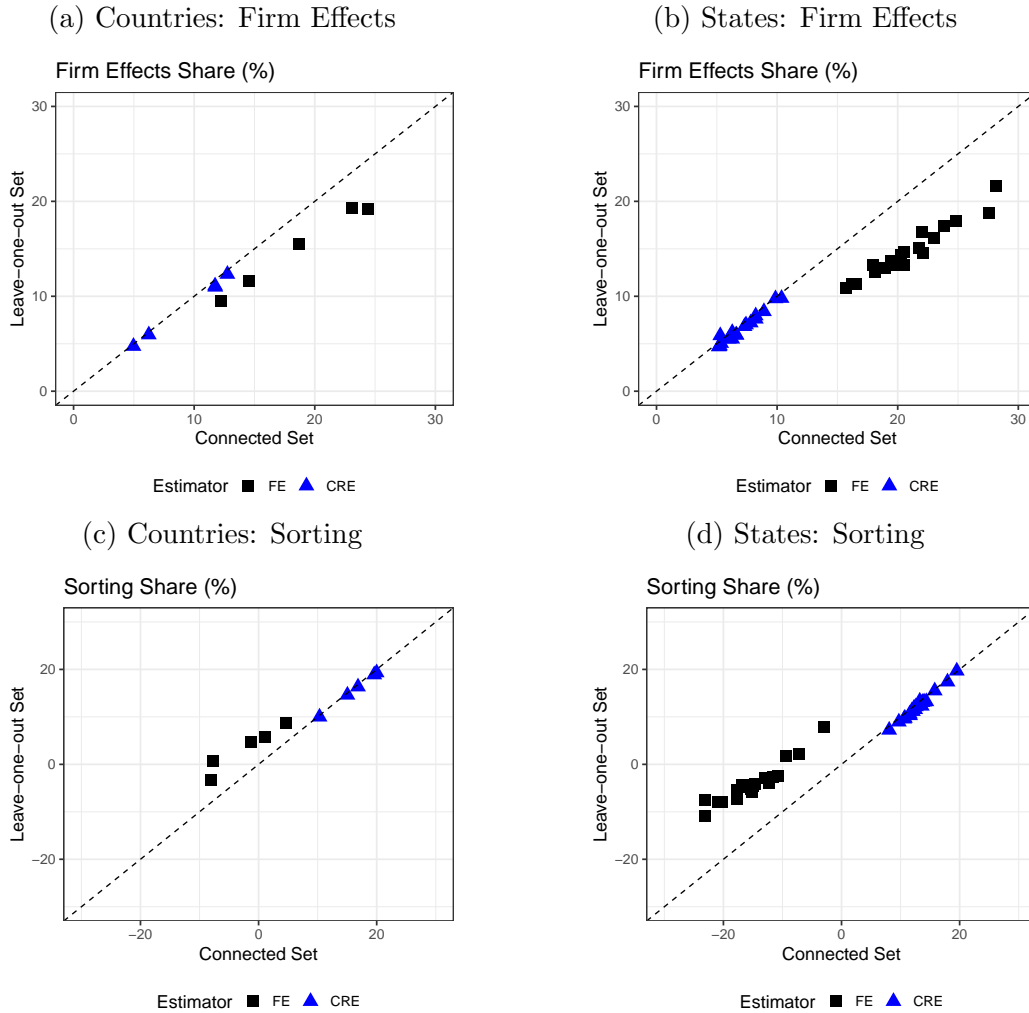 (a) Countries: Firm Effects
Firm Effects Share (%)
30
20
10
0
Leave−one−out Set
0 10 20 30
Connected Set
Estimator FE CRE
(b) States: Firm Effects
Firm Effects Share (%)
30
20
10
0
Leave−one−out Set
0 10 20 30
Connected Set
Estimator FE CRE
(c) Countries: Sorting
Sorting Share (%)
20
0
−20
Leave−one−out Set
−20 0 20
Connected Set
Estimator FE CRE
(d) States: Sorting
Sorting Share (%)
20
0
−20
Leave−one−out Set
−20 0 20
Connected Set
Estimator FE CRE